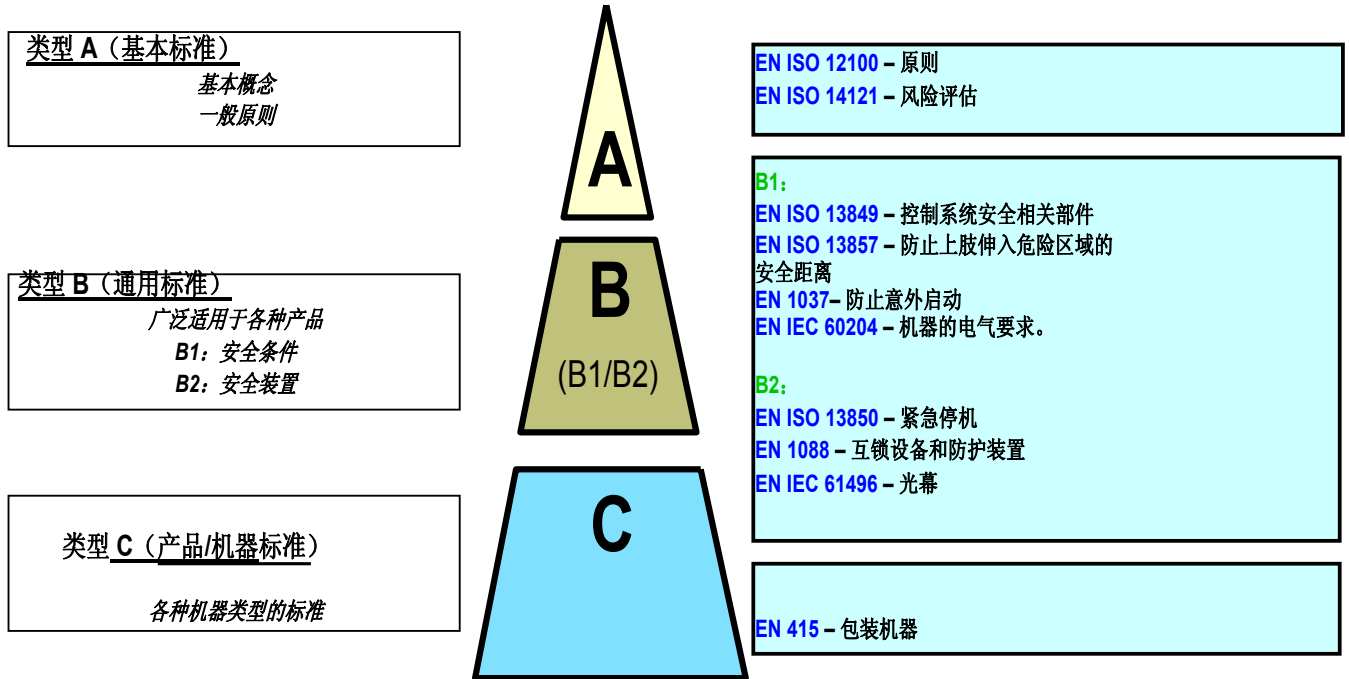 类型 A（基本标准）
基本概念
一般原则
A
EN ISO 12100 – 原则
EN ISO 14121 – 风险评估
类型 B（通用标准）
广泛适用于各种产品
B1：安全条件
B2：安全装置
B
(B1/B2)
B1：
EN ISO 13849 – 控制系统安全相关部件
EN ISO 13857 – 防止上肢伸入危险区域的
安全距离
EN 1037– 防止意外启动
EN IEC 60204 – 机器的电气要求。
B2：
EN ISO 13850 – 紧急停机
EN 1088 – 互锁设备和防护装置
EN IEC 61496 – 光幕
类型 C（产品/机器标准）
各种机器类型的标准
C
EN 415 – 包装机器